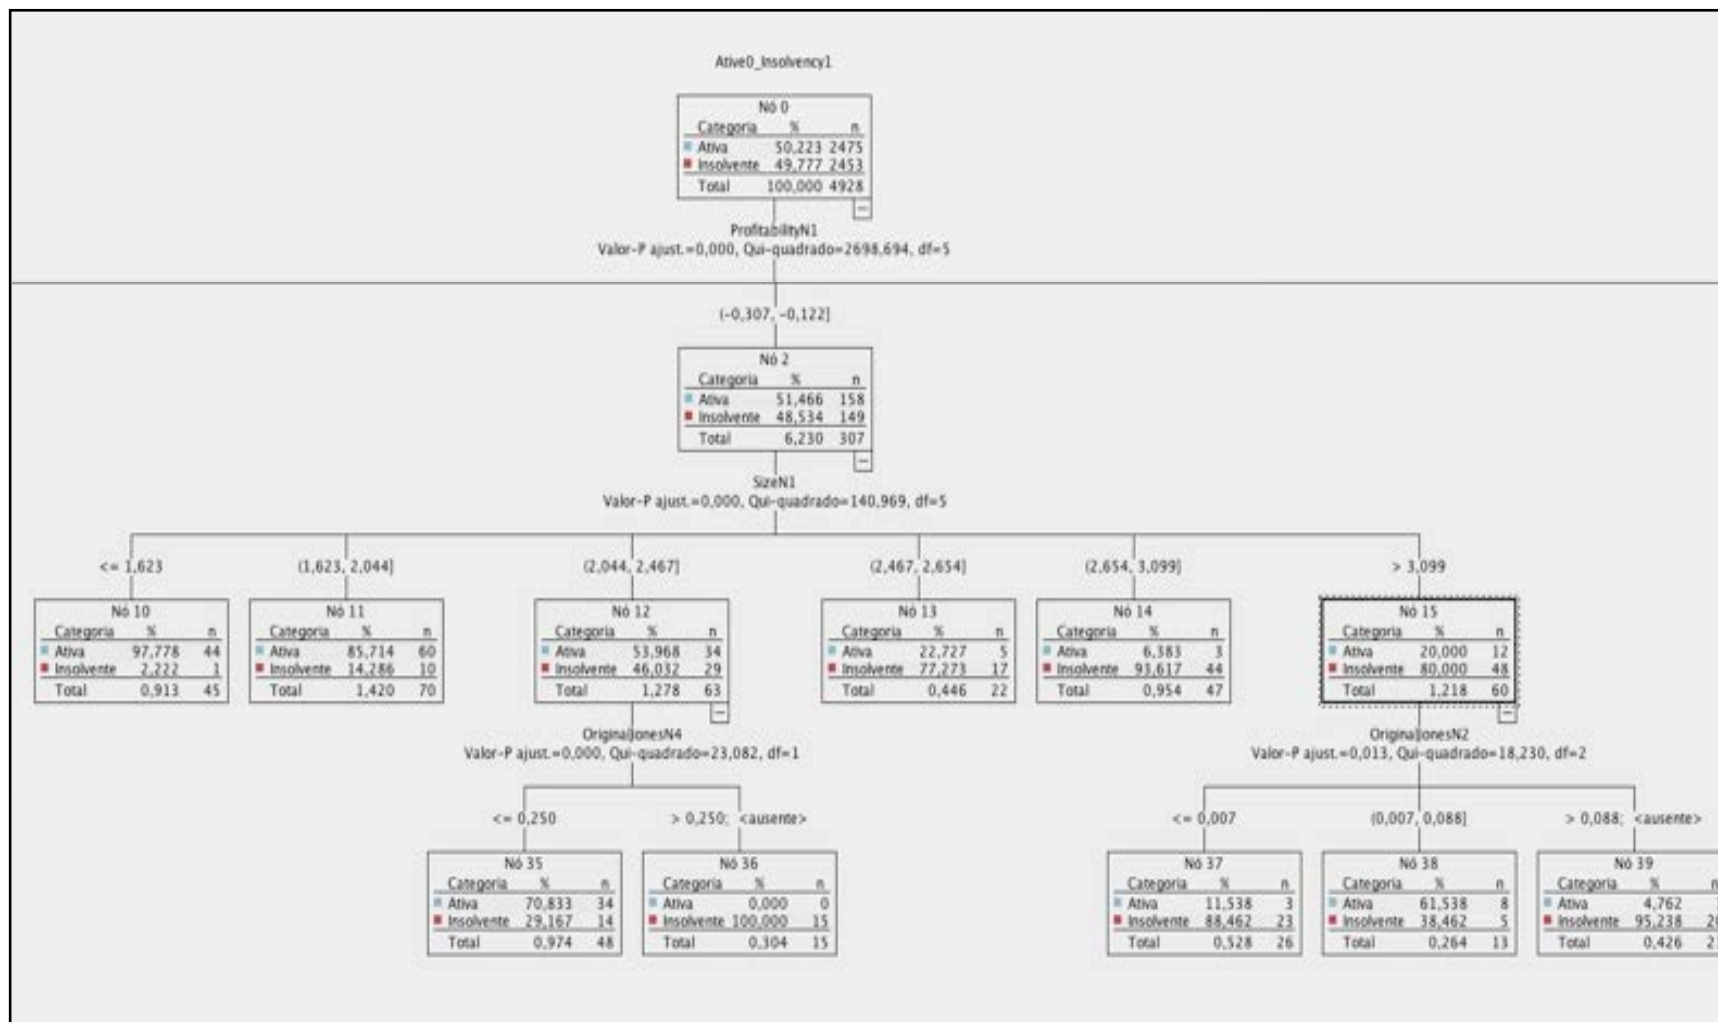 Ative0_Insolvency1
Nó 0
Categoria % n
Ativa 50,223 2475
Insolvente 49,777 2453
Total 100,000 4928
ProfitabilityN1
Valor-P ajust.=0,000, Qui-quadrado=2698,694, df=5
(-0,307, -0,122]
Nó 2
Categoria % n
Ativa 51,466 158
Insolvente 48,534 149
Total 6,230 307
SizeN1
Valor-P ajust.=0,000, Qui-quadrado=140,969, df=5
<= 1,623
(1,623, 2,044]
(2,044, 2,467]
(2,467, 2,654]
(2,654, 3,099]
> 3,099
Nó 10
Categoria % n
Ativa 97,778 44
Insolvente 2,222 1
Total 0,913 45
Nó 11
Categoria % n
Ativa 85,714 60
Insolvente 14,286 10
Total 1,420 70
Nó 12
Categoria % n
Ativa 53,968 34
Insolvente 46,032 29
Total 1,278 63
Nó 13
Categoria % n
Ativa 22,727 5
Insolvente 77,273 17
Total 0,446 22
Nó 14
Categoria % n
Ativa 6,383 3
Insolvente 93,617 44
Total 0,954 47
Nó 15
Categoria % n
Ativa 20,000 12
Insolvente 80,000 48
Total 1,218 60
OriginalJonesN4
Valor-P ajust.=0,000, Qui-quadrado=23,082, df=1
OriginalJonesN2
Valor-P ajust.=0,013, Qui-quadrado=18,230, df=2
<= 0,250
> 0,250; <ausente>
<= 0,007
(0,007, 0,088]
> 0,088; <ausente>
Nó 35
Categoria % n
Ativa 70,833 34
Insolvente 29,167 14
Total 0,974 48
Nó 36
Categoria % n
Ativa 0,000 0
Insolvente 100,000 15
Total 0,304 15
Nó 37
Categoria % n
Ativa 11,538 3
Insolvente 88,462 23
Total 0,528 26
Nó 38
Categoria % n
Ativa 61,538 8
Insolvente 38,462 5
Total 0,264 13
Nó 39
Categoria %
Ativa 4,762
Insolvente 95,238
Total 0,426